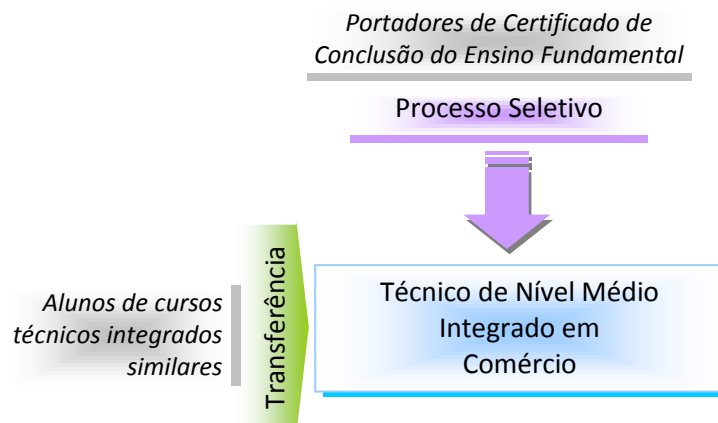 Portadores de Certificado de
Conclusão do Ensino Fundamental
Processo Seletivo
Transferência
Alunos de cursos
técnicos integrados
similares
Técnico de Nível Médio
Integrado em
Comércio